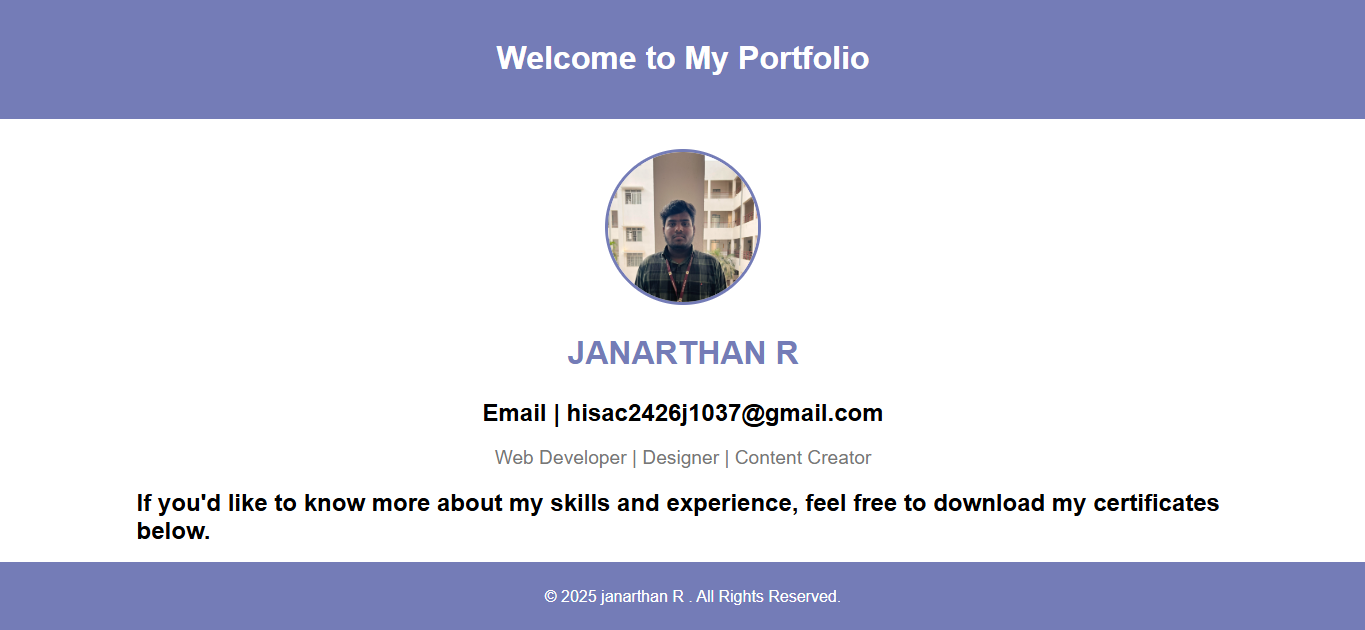 Welcome to My Portfolio
JANARTHAN R
Email | hisac2426j1037@gmail.com
Web Developer | Designer | Content Creator
If you'd like to know more about my skills and experience, feel free to download my certificates
below.
© 2025 janarthan R . All Rights Reserved.